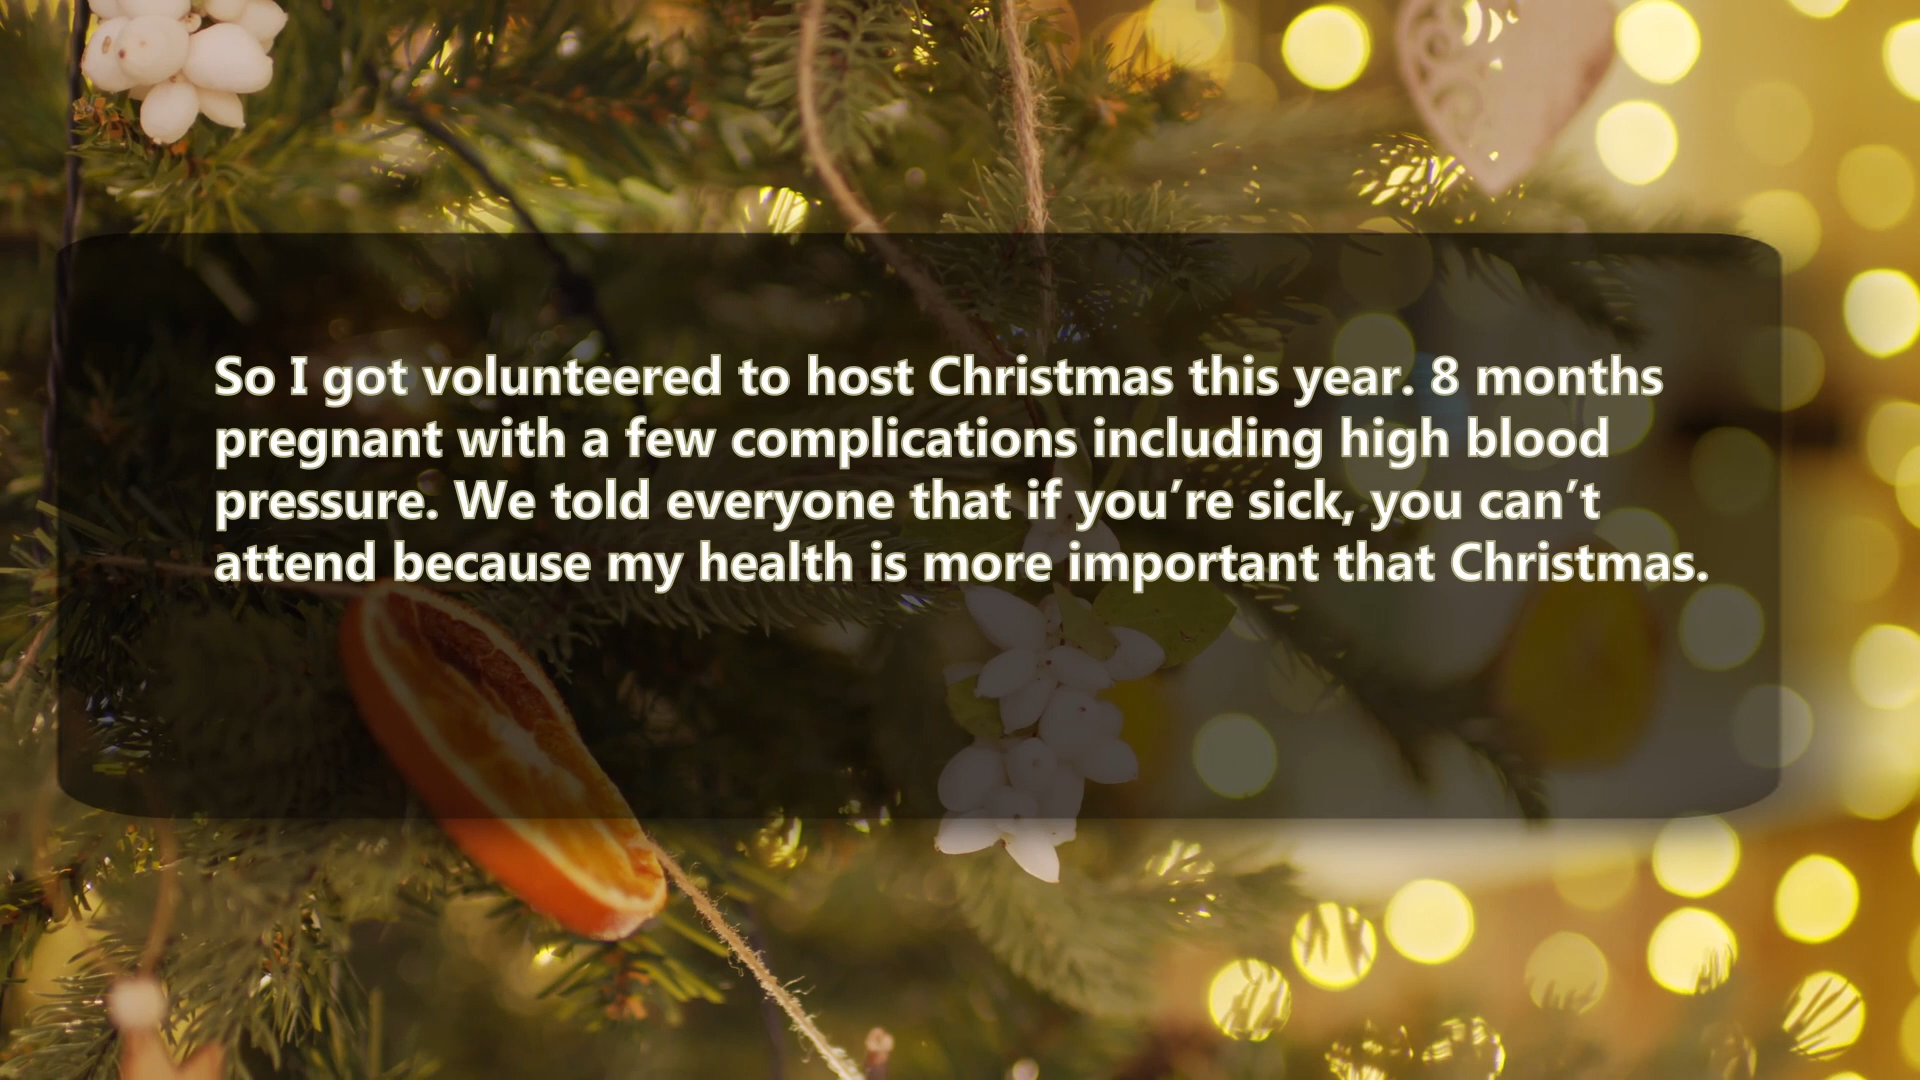 So I got volunteered to host Christmas this year. 8 months
pregnant with a few complications including high blood
pressure. We told everyone that if you’re sick, you can’t
attend because my health is more important that Christmas.